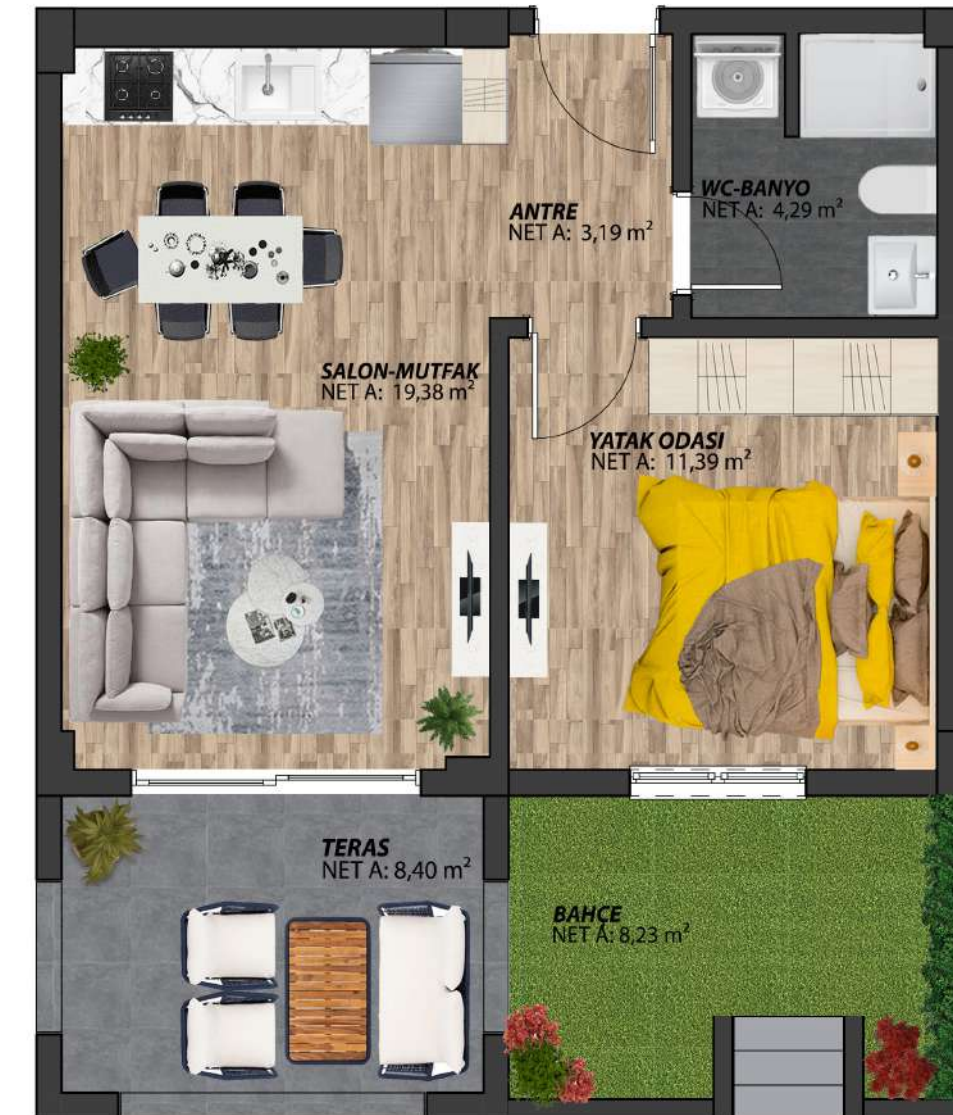 WC-BANYO
NET A: 4,29 m²
ANTRE
NET A: 3,19 m²
SALON-MUTFAK
NET A: 19,38 m²
YATAK ODASI
NET A: 11,39 m²
TERAS
NET A: 8,40 m²
BAHCE
NET A: 8,23 m²